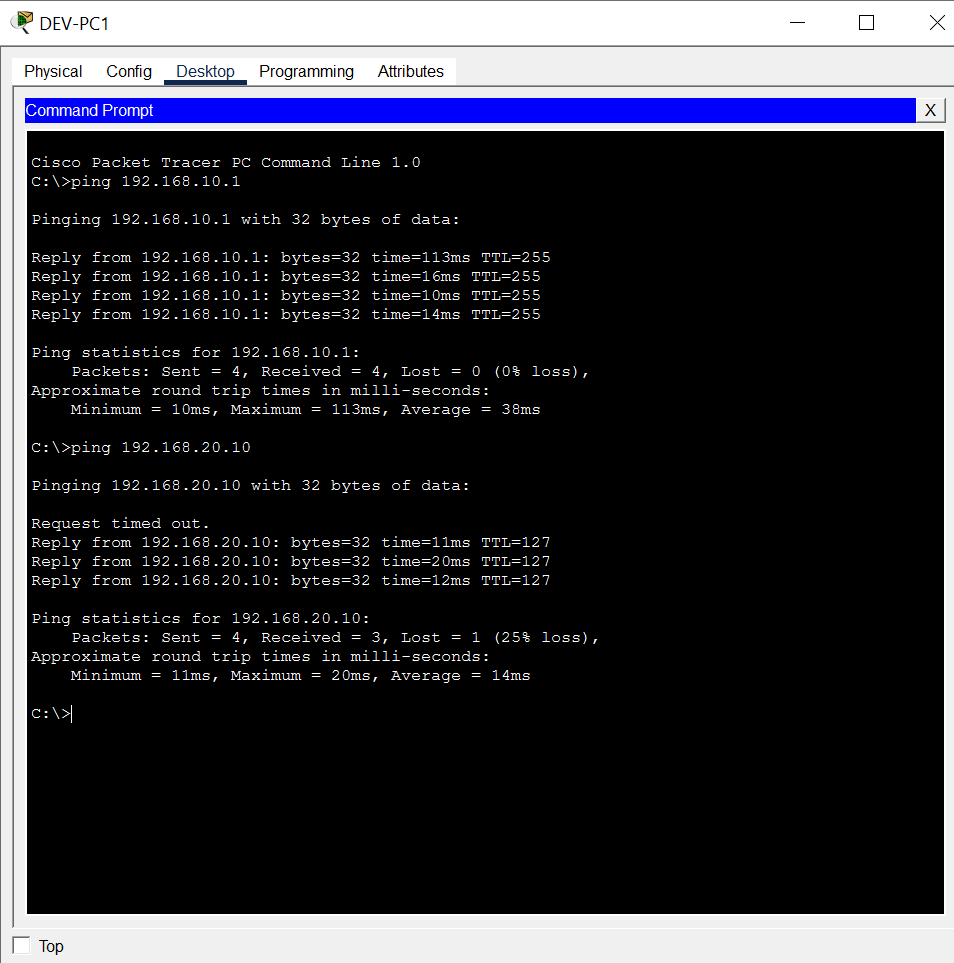 DEV-PC1
Physical Config Desktop Programming Attributes
Command Prompt X
Cisco Packet Tracer PC Command Line 1.0
C:\>ping 192.168.10.1
Pinging 192.168.10.1 with 32 bytes of data:
Reply from 192.168.10.1: bytes=32 time=113ms TTL=255
Reply from 192.168.10.1: bytes=32 time=16ms TTL=255
Reply from 192.168.10.1: bytes=32 time=10ms TTL=255
Reply from 192.168.10.1: bytes=32 time=14ms TTL=255
Ping statistics for 192.168.10.1:
    Packets: Sent = 4, Received = 4, Lost = 0 (0% loss),
Approximate round trip times in milli-seconds:
    Minimum = 10ms, Maximum = 113ms, Average = 38ms
C:\>ping 192.168.20.10
Pinging 192.168.20.10 with 32 bytes of data:
Request timed out.
Reply from 192.168.20.10: bytes=32 time=11ms TTL=127
Reply from 192.168.20.10: bytes=32 time=20ms TTL=127
Reply from 192.168.20.10: bytes=32 time=12ms TTL=127
Ping statistics for 192.168.20.10:
    Packets: Sent = 4, Received = 3, Lost = 1 (25% loss),
Approximate round trip times in milli-seconds:
    Minimum = 11ms, Maximum = 20ms, Average = 14ms
C:\>
Top